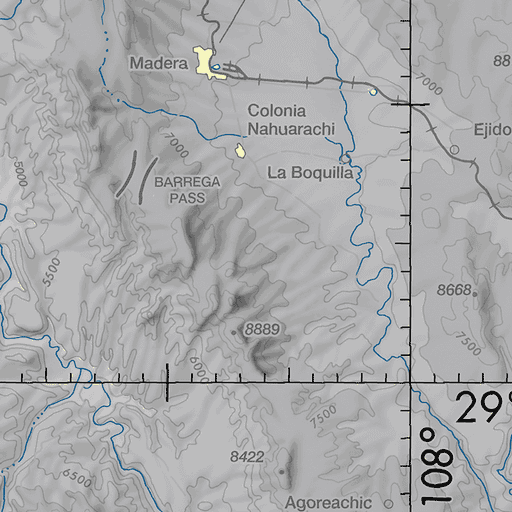 88
Madera
7000
Colonia
Nahuarachi
Ejido
7000
La Boquilla
5000
BARREGA
PASS
5500
8668
8889
7500
6000
29°
7500
108°
8422
6500
Agoreachic